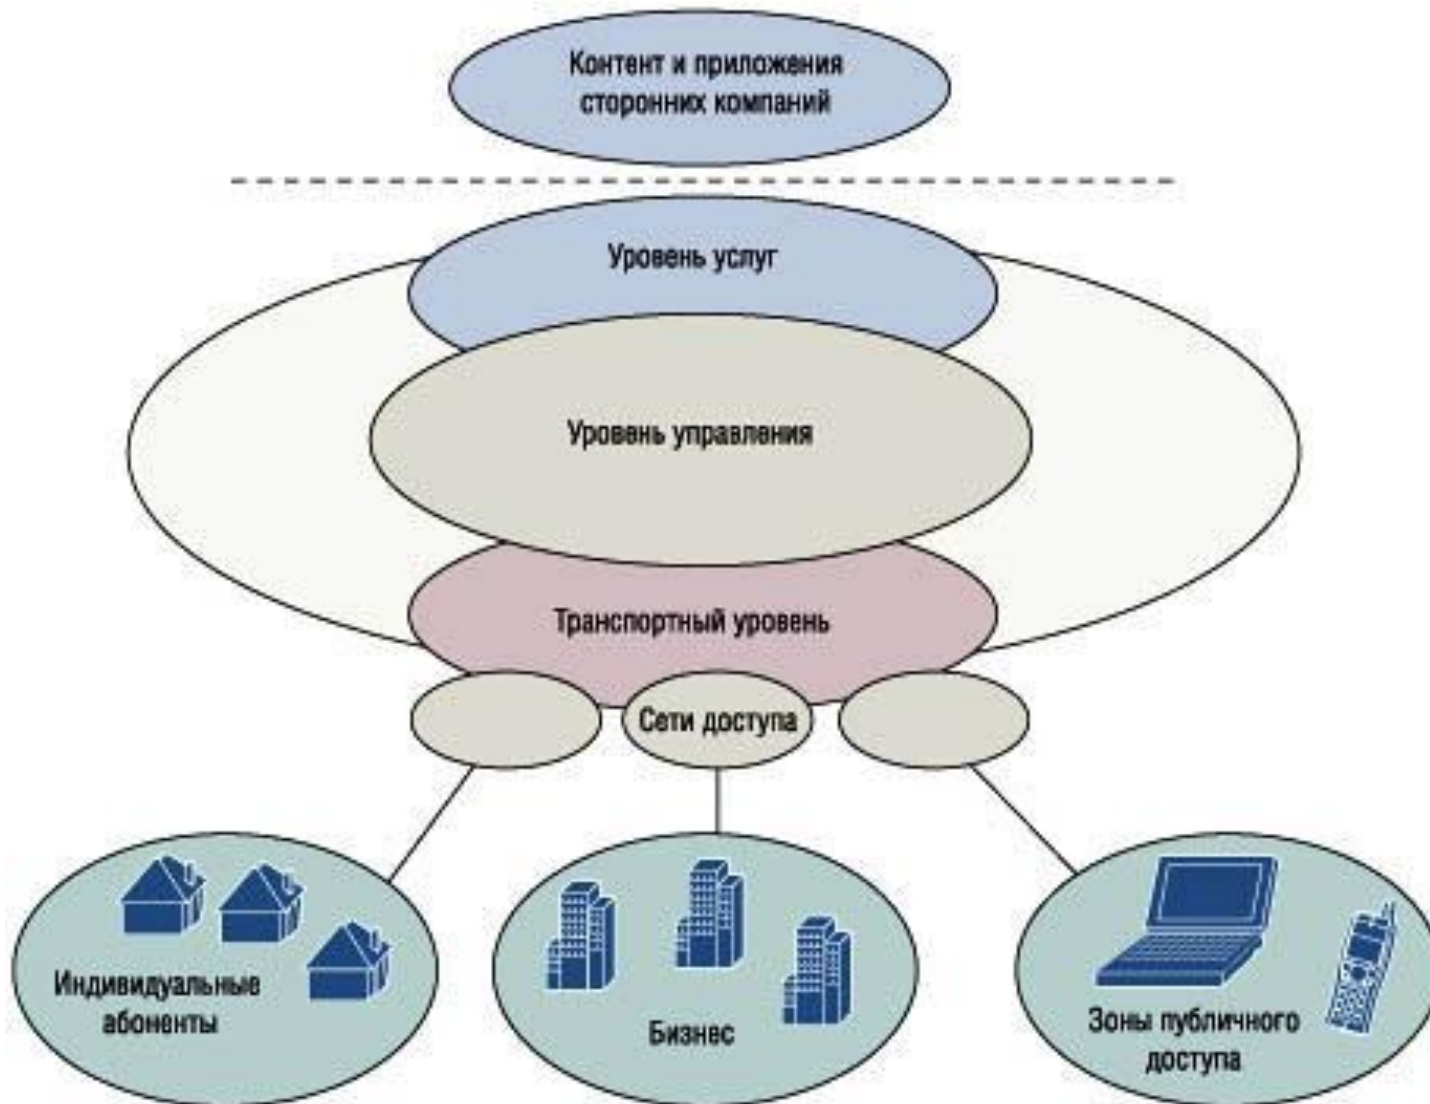 Контент и приложения
сторонних компаний
Уровень услуг
Уровень управления
Транспортный уровень
Сети доступа
Индивидуальные
абоненты
Бизнес
Зоны публичного
доступа